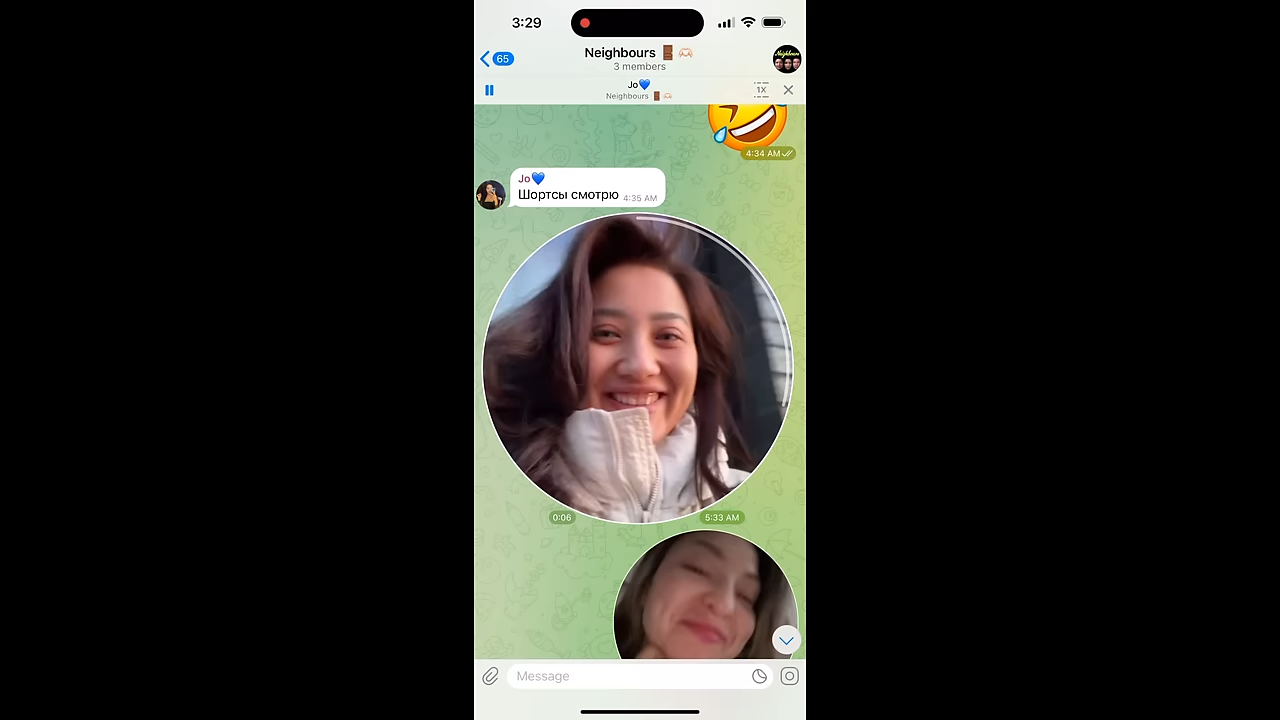 3:29
65
Neighbours 🚪🫶🏻
3 members
Jo💙
Neighbours 🚪🫶🏻
1X
4:34 AM
Jo💙
Шортсы смотрю 4:35 AM
0:06
5:33 AM
Message